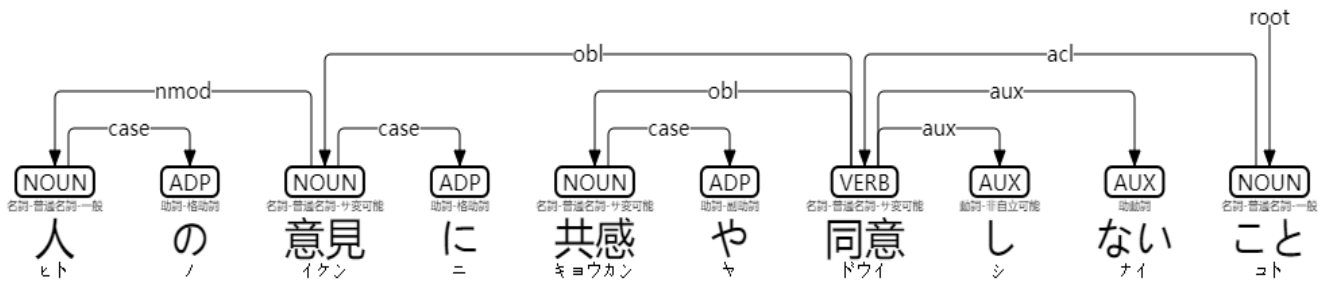 root
obl acl
nmod obl aux
case case case aux
NOUN ADP NOUN ADP NOUN ADP VERB AUX AUX NOUN
名詞-普通名詞-一般 助詞-格助詞 名詞-普通名詞-サ変可能 助詞-格助詞 名詞-普通名詞-サ変可能 助詞-副助詞 名詞-普通名詞-サ変可能 動詞-非自立可能 助動詞 名詞-普通名詞-一般
人 の 意見 に 共感 や 同意 し ない こと
ヒト ノ イケン ニ キョウカン ヤ ドウイ シ ナイ コト